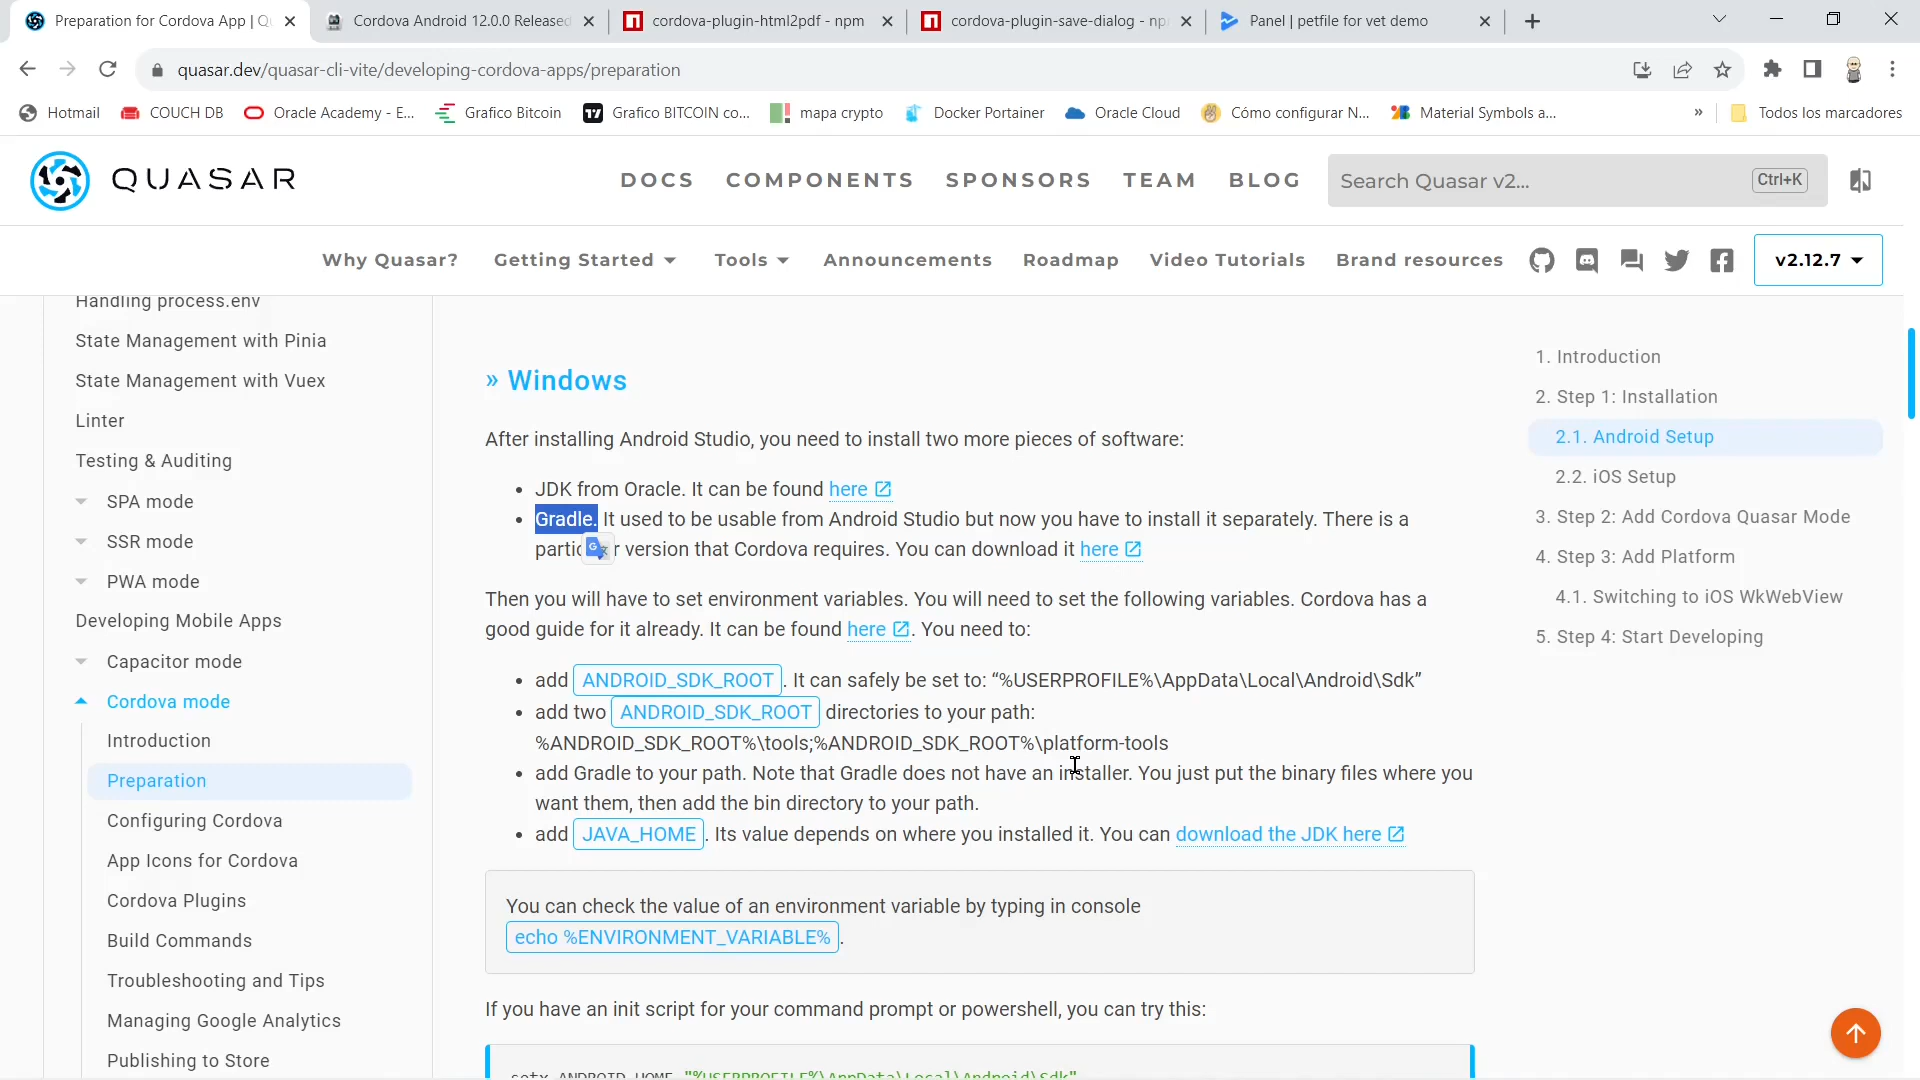 Preparation for Cordova App | Q
Cordova Android 12.0.0 Released
cordova-plugin-html2pdf - npm
cordova-plugin-save-dialog - np
Panel | petfile for vet demo
quasar.dev/quasar-cli-vite/developing-cordova-apps/preparation
Hotmail
COUCH DB
Oracle Academy - E...
Grafico Bitcoin
Grafico BITCOIN co...
mapa crypto
Docker Portainer
Oracle Cloud
Cómo configurar N...
Material Symbols a...
»
Todos los marcadores
QUASAR
DOCS
COMPONENTS
SPONSORS
TEAM
BLOG
Search Quasar v2...
Ctrl+K
Why Quasar?
Getting Started
Tools
Announcements
Roadmap
Video Tutorials
Brand resources
v2.12.7
Handling process.env
State Management with Pinia
State Management with Vuex
Linter
Testing & Auditing
SPA mode
SSR mode
PWA mode
Developing Mobile Apps
Capacitor mode
Cordova mode
Introduction
Preparation
Configuring Cordova
App Icons for Cordova
Cordova Plugins
Build Commands
Troubleshooting and Tips
Managing Google Analytics
Publishing to Store
» Windows
After installing Android Studio, you need to install two more pieces of software:
• JDK from Oracle. It can be found here
• Gradle. It used to be usable from Android Studio but now you have to install it separately. There is a
partic r version that Cordova requires. You can download it here
Then you will have to set environment variables. You will need to set the following variables. Cordova has a
good guide for it already. It can be found here . You need to:
• add ANDROID_SDK_ROOT . It can safely be set to: “%USERPROFILE%\AppData\Local\Android\Sdk”
• add two ANDROID_SDK_ROOT directories to your path:
%ANDROID_SDK_ROOT%\tools;%ANDROID_SDK_ROOT%\platform-tools
• add Gradle to your path. Note that Gradle does not have an installer. You just put the binary files where you
want them, then add the bin directory to your path.
• add JAVA_HOME . Its value depends on where you installed it. You can download the JDK here
You can check the value of an environment variable by typing in console
echo %ENVIRONMENT_VARIABLE% .
If you have an init script for your command prompt or powershell, you can try this:
setx ANDROID_HOME "%USERPROFILE%\AppData\Local\Android\Sdk"
1. Introduction
2. Step 1: Installation
2.1. Android Setup
2.2. iOS Setup
3. Step 2: Add Cordova Quasar Mode
4. Step 3: Add Platform
4.1. Switching to iOS WkWebView
5. Step 4: Start Developing